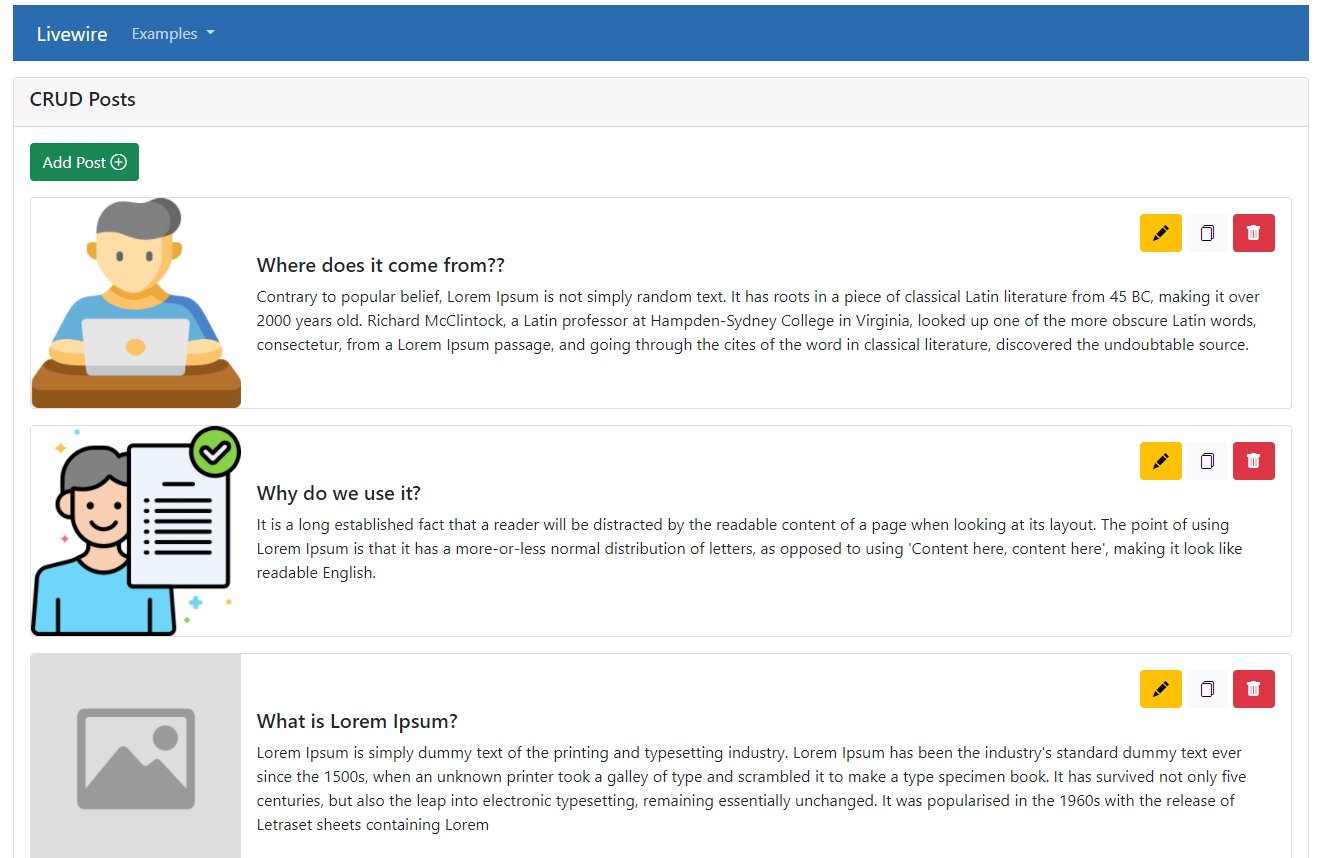 Livewire Examples
CRUD Posts
Add Post
Where does it come from??
Contrary to popular belief, Lorem Ipsum is not simply random text. It has roots in a piece of classical Latin literature from 45 BC, making it over
2000 years old. Richard McClintock, a Latin professor at Hampden-Sydney College in Virginia, looked up one of the more obscure Latin words,
consectetur, from a Lorem Ipsum passage, and going through the cites of the word in classical literature, discovered the undoubtable source.
Why do we use it?
It is a long established fact that a reader will be distracted by the readable content of a page when looking at its layout. The point of using
Lorem Ipsum is that it has a more-or-less normal distribution of letters, as opposed to using 'Content here, content here', making it look like
readable English.
What is Lorem Ipsum?
Lorem Ipsum is simply dummy text of the printing and typesetting industry. Lorem Ipsum has been the industry's standard dummy text ever
since the 1500s, when an unknown printer took a galley of type and scrambled it to make a type specimen book. It has survived not only five
centuries, but also the leap into electronic typesetting, remaining essentially unchanged. It was popularised in the 1960s with the release of
Letraset sheets containing Lorem